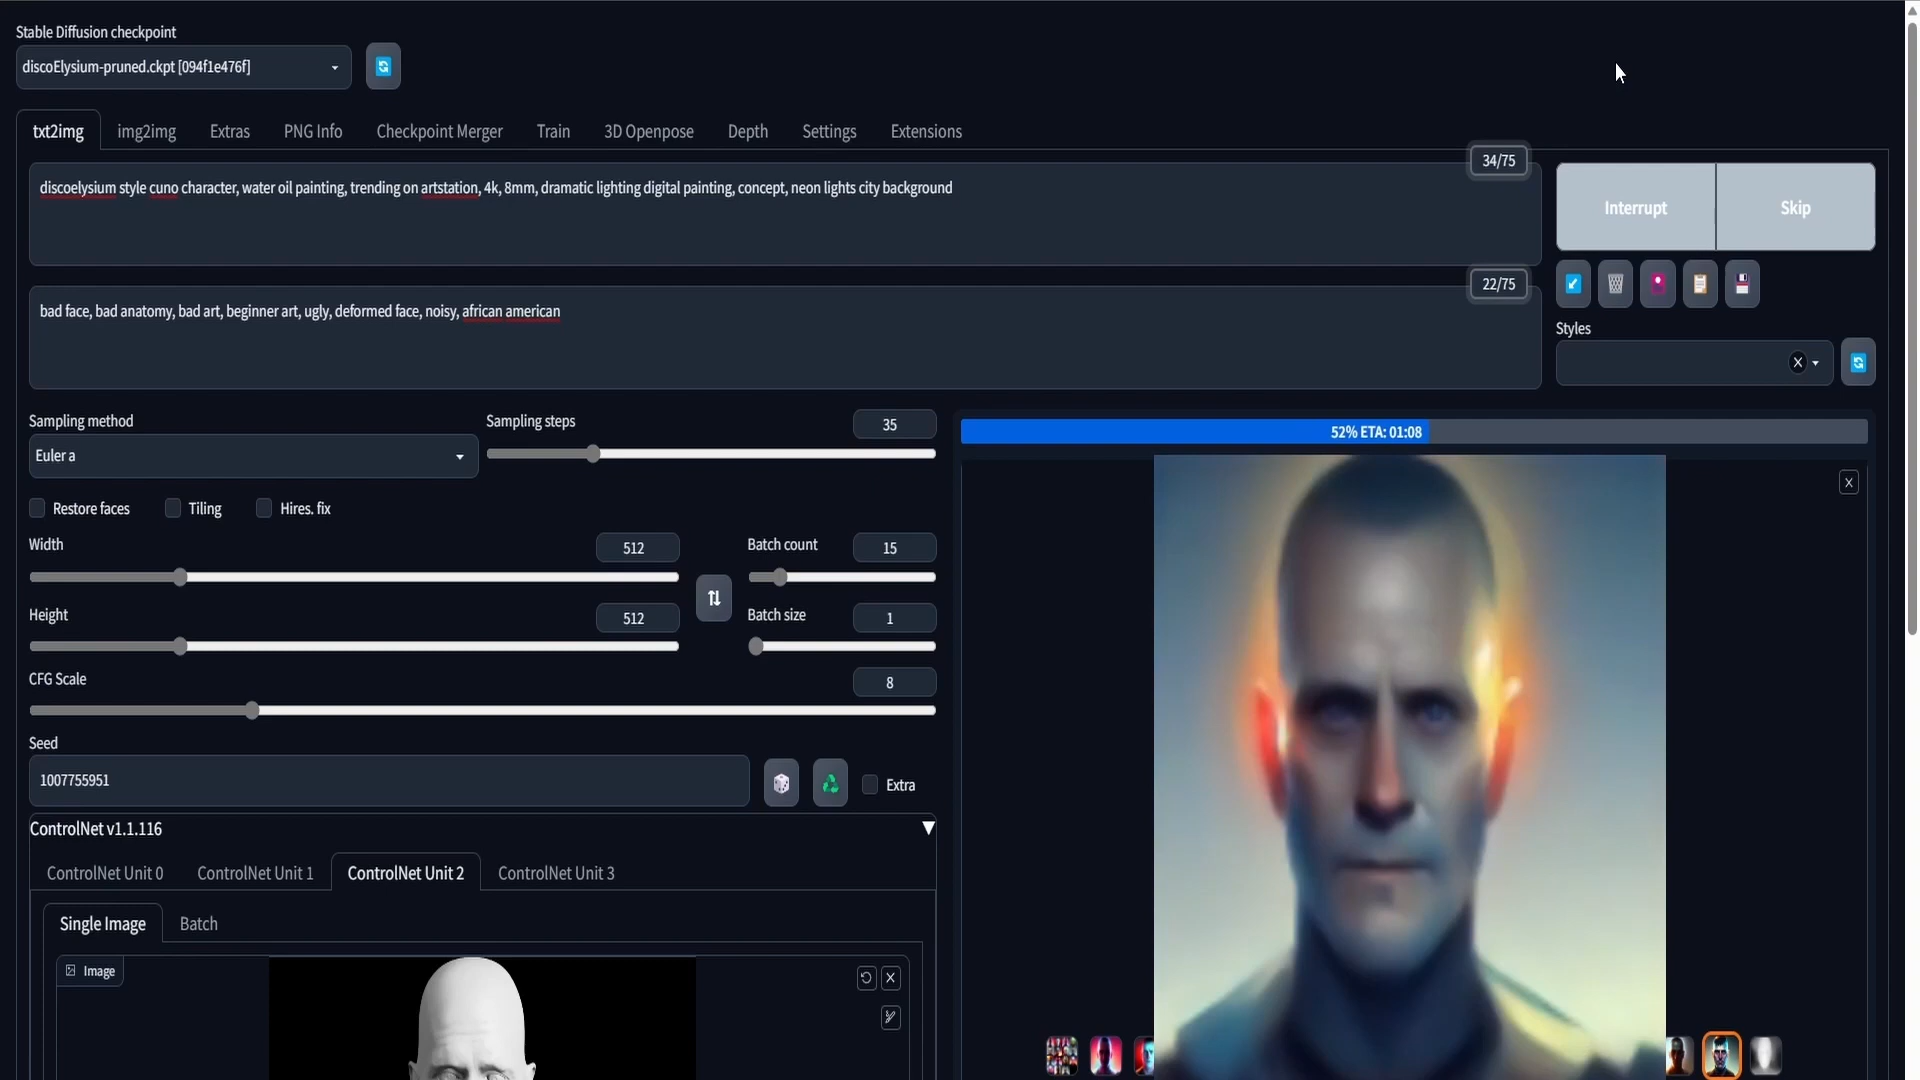 Stable Diffusion checkpoint
discoElysium-pruned.ckpt [094f1e476f]
txt2img img2img Extras PNG Info Checkpoint Merger Train 3D Openpose Depth Settings Extensions
34/75
discoelysium style cuno character, water oil painting, trending on artstation, 4k, 8mm, dramatic lighting digital painting, concept, neon lights city background
Interrupt Skip
22/75
bad face, bad anatomy, bad art, beginner art, ugly, deformed face, noisy, african american
Styles
X
Sampling method Sampling steps 35
Euler a
52% ETA: 01:08
X
Restore faces Tiling Hires. fix
Width 512 Batch count 15
Height 512 Batch size 1
CFG Scale 8
Seed
1007755951
Extra
ControlNet v1.1.116
ControlNet Unit 0 ControlNet Unit 1 ControlNet Unit 2 ControlNet Unit 3
Single Image Batch
Image